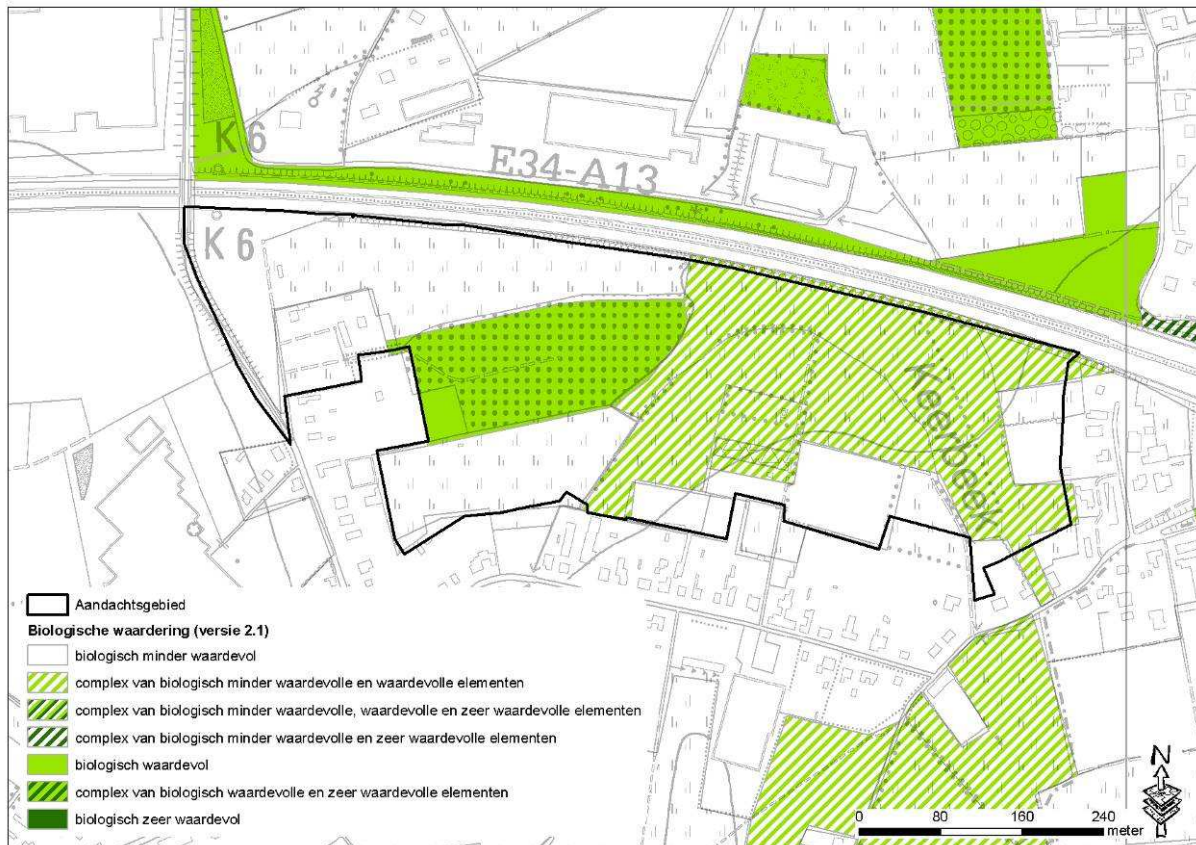 K 6
E34-A13
K 6
Keerbeek
Aandachtsgebied
Biologische waardering (versie 2.1)
biologisch minder waardevol
complex van biologisch minder waardevolle en waardevolle elementen
complex van biologisch minder waardevolle, waardevolle en zeer waardevolle elementen
complex van biologisch minder waardevolle en zeer waardevolle elementen
biologisch waardevol
complex van biologisch waardevolle en zeer waardevolle elementen
biologisch zeer waardevol
N
0 80 160 240
meter